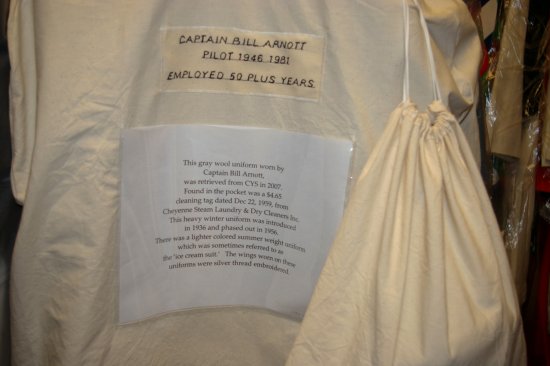 CAPTAIN BILL ARNOTT
PILOT 1946 1981
EMPLOYED 50 PLUS YEARS
This gray wool uniform worn by
Captain Bill Arnott,
was retrieved from CYS in 2007.
Found in the pocket was a $4.65
cleaning tag dated Dec 22, 1959, from
Cheyenne Steam Laundry & Dry Cleaners Inc.
This heavy winter uniform was introduced
in 1936 and phased out in 1956.
There was a lighter colored summer weight uniform
which was sometimes referred to as
the "ice cream suit." The wings worn on these
uniforms were silver thread embroidered.